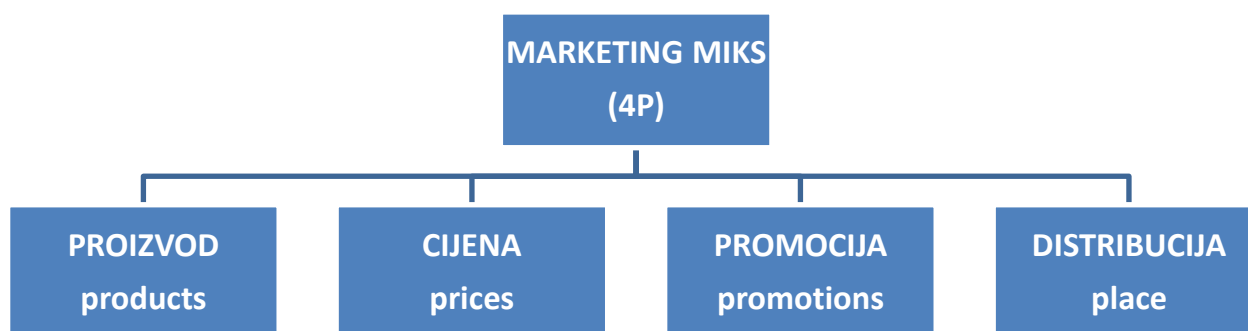 MARKETING MIKS
(4P)
PROIZVOD
products
CIJENA
prices
PROMOCIJA
promotions
DISTRIBUCIJA
place